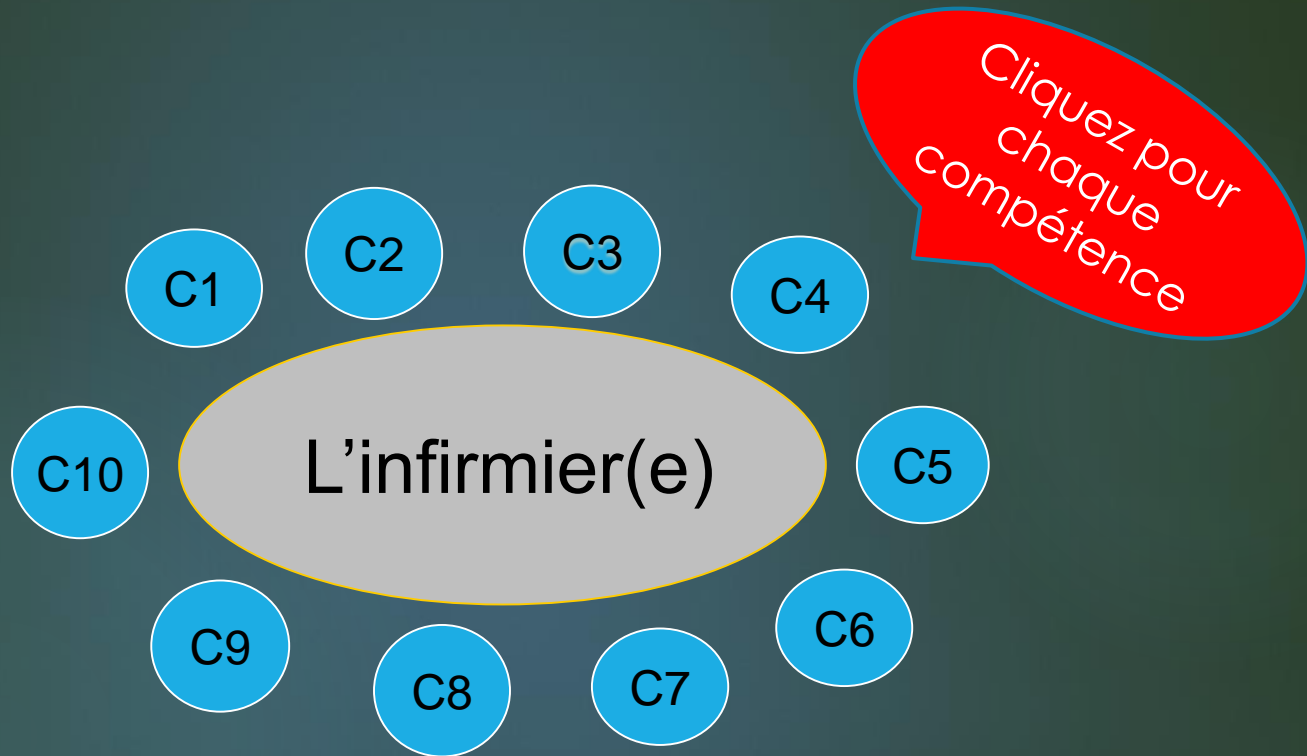 Cliquez pour
chaque
compétence
C1
C2
C3
C4
C10
L’infirmier(e)
C5
C9
C8
C7
C6